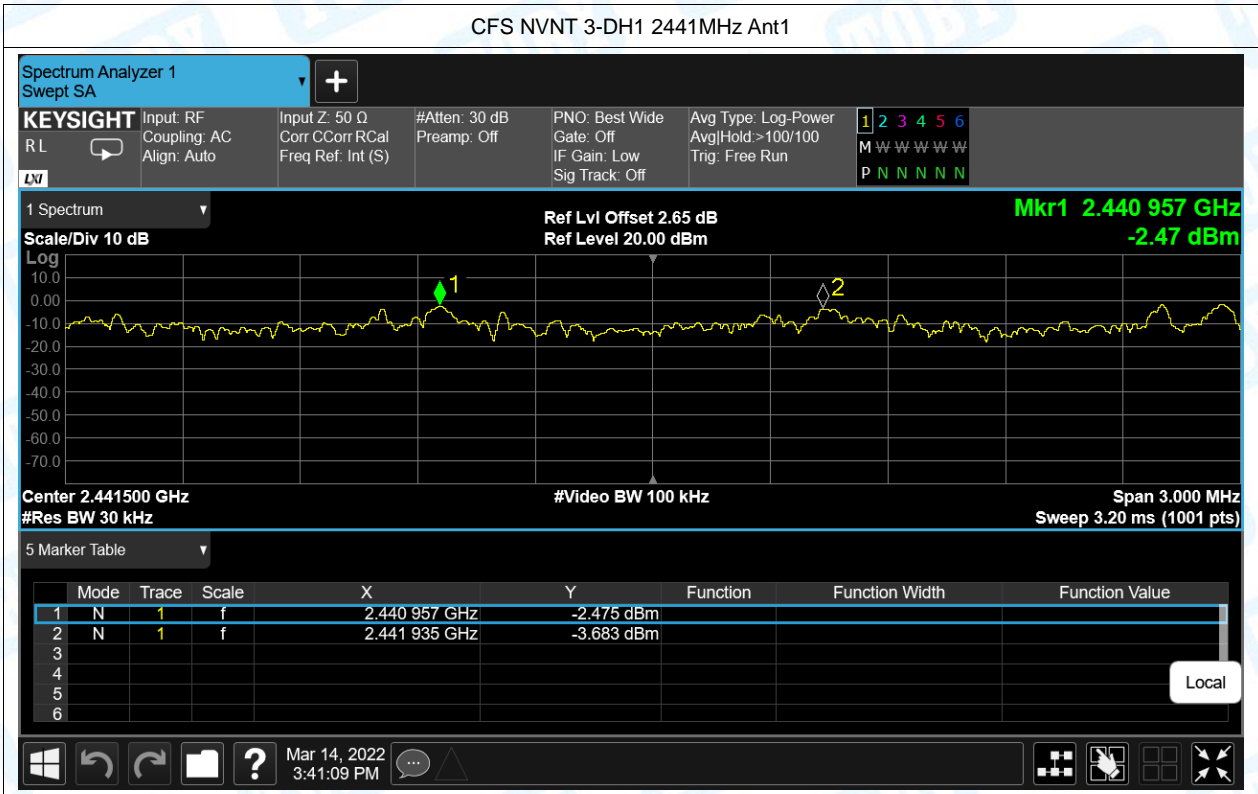 CFS NVNT 3-DH1 2441MHz Ant1
Spectrum Analyzer 1
Swept SA
KEYSIGHT
R L
LXI
Input: RF
Coupling: AC
Align: Auto
Input Z: 50 Ω
Corr CCorr RCal
Freq Ref: Int (S)
#Atten: 30 dB
Preamp: Off
PNO: Best Wide
Gate: Off
IF Gain: Low
Sig Track: Off
Avg Type: Log-Power
Avg|Hold:>100/100
Trig: Free Run
1 2 3 4 5 6
M W W W W W
P N N N N N
1 Spectrum
Scale/Div 10 dB
Ref Lvl Offset 2.65 dB
Ref Level 20.00 dBm
Mkr1 2.440 957 GHz
-2.47 dBm
Log
10.0
0.00
-10.0
-20.0
-30.0
-40.0
-50.0
-60.0
-70.0
1
2
Center 2.441500 GHz
#Video BW 100 kHz
Span 3.000 MHz
#Res BW 30 kHz
Sweep 3.20 ms (1001 pts)
5 Marker Table
Mode Trace Scale X Y Function Function Width Function Value
1 N 1 f 2.440 957 GHz -2.475 dBm
2 N 1 f 2.441 935 GHz -3.683 dBm
3
4
5
6
Local
?
Mar 14, 2022
3:41:09 PM